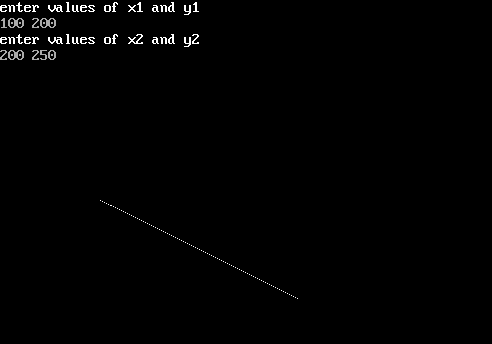 enter values of x1 and y1
100 200
enter values of x2 and y2
200 250